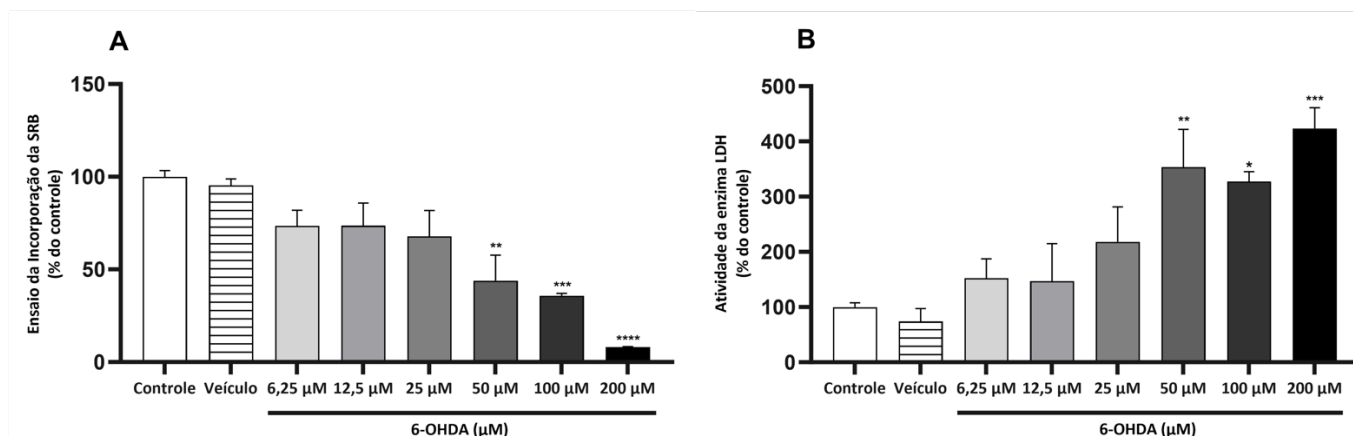 A
Ensaio da Incorporação da SRB
(% do controle)
150
100
50
0
**
***
****
Controle Veículo 6,25 µM 12,5 µM 25 µM 50 µM 100 µM 200 µM
6-OHDA (µM)
B
Atividade da enzima LDH
(% do controle)
500
400
300
200
100
0
**
*
***
Controle Veículo 6,25 µM 12,5 µM 25 µM 50 µM 100 µM 200 µM
6-OHDA (µM)